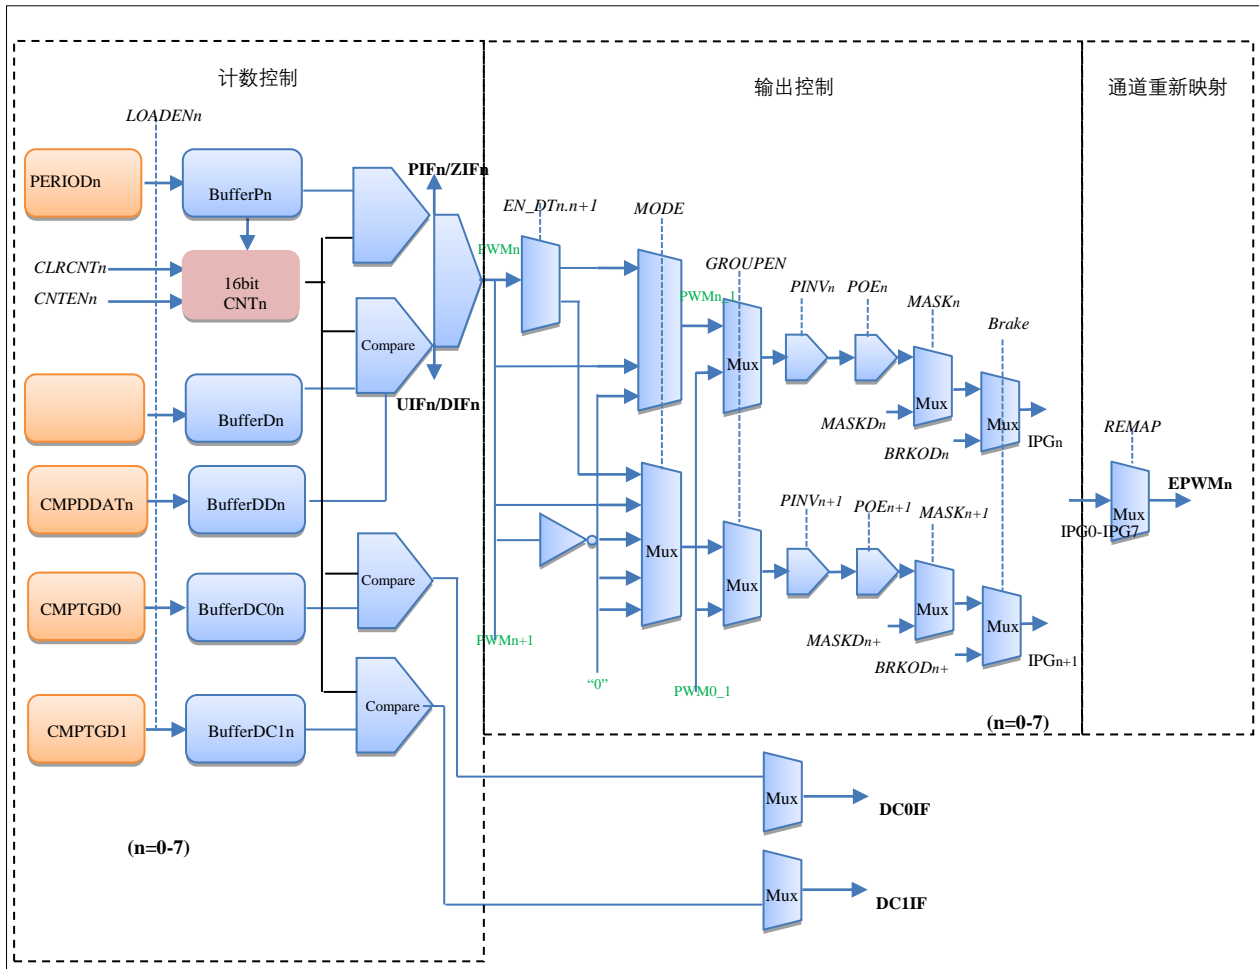 计数控制
输出控制
通道重新映射
LOADENn
PERIODn
BufferPn
PIFn/ZIFn
EN_DTn.n+1
MODE
PWMn
CLRCNTn
CNTENn
16bit
CNTn
GROUPEN
PWMn_1
PINVn
POEn
MASKn
Brake
Compare
Mux
Mux
Mux
UIFn/DIFn
MASKDn
BRKODn
IPGn
REMAP
BufferDn
CMPDDATn
BufferDDn
EPWMn
Mux
IPG0-IPG7
PINVn+1
POEn+1
MASKn+1
Mux
Mux
Compare
CMPTGD0
BufferDC0n
Mux
Mux
PWMn+1
MASKDn+
BRKODn+
IPGn+1
“0”
PWM0_1
Compare
CMPTGD1
BufferDC1n
(n=0-7)
Mux
DC0IF
(n=0-7)
Mux
DC1IF